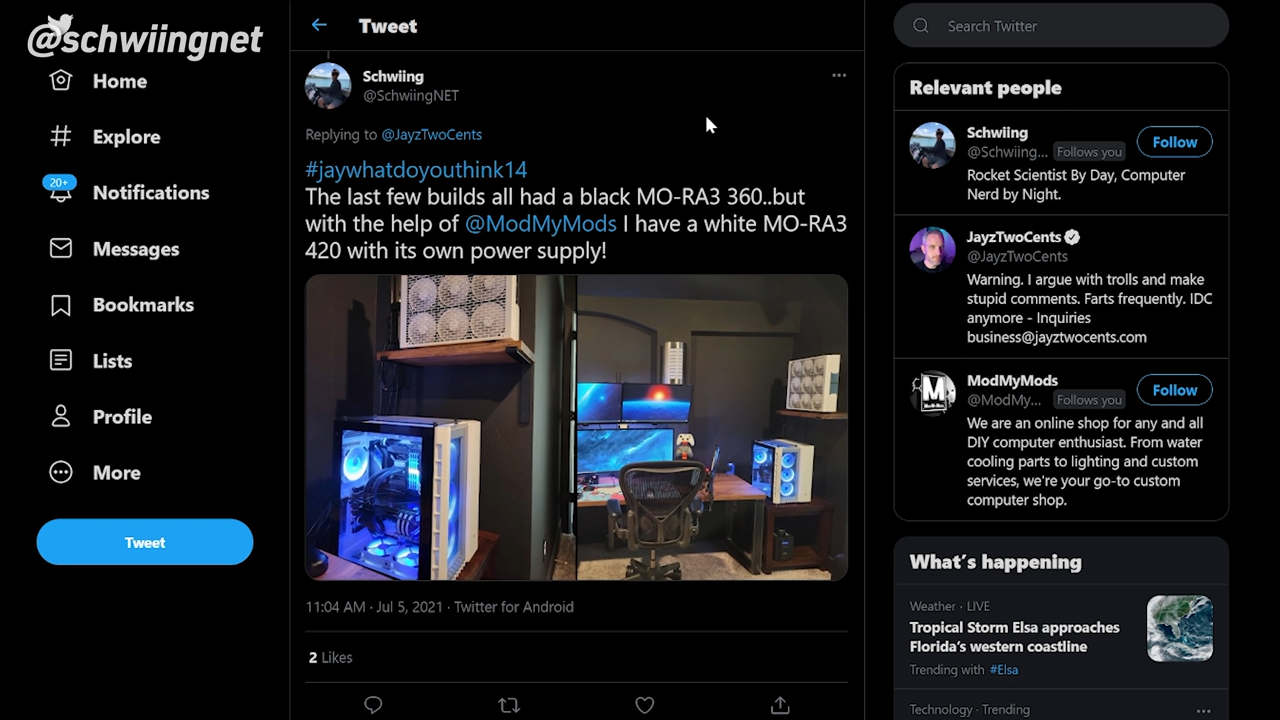 @schwiingnet
Home
Explore
20+
Notifications
Messages
Bookmarks
Lists
Profile
More
Tweet
Tweet
Schwiing
@SchwiingNET
Replying to @JayzTwoCents
#jaywhatdoyouthink14
The last few builds all had a black MO-RA3 360..but
with the help of @ModMyMods I have a white MO-RA3
420 with its own power supply!
11:04 AM · Jul 5, 2021 · Twitter for Android
2 Likes
Search Twitter
Relevant people
Schwiing
@Schwiing... Follows you
Follow
Rocket Scientist By Day, Computer
Nerd by Night.
JayzTwoCents
@JayzTwoCents
Warning. I argue with trolls and make
stupid comments. Farts frequently. IDC
anymore - Inquiries
business@jayztwocents.com
ModMyMods
@ModMy... Follows you
Follow
We are an online shop for any and all
DIY computer enthusiast. From water
cooling parts to lighting and custom
services, we're your go-to custom
computer shop.
What's happening
Weather · LIVE
Tropical Storm Elsa approaches
Florida's western coastline
Trending with #Elsa
Technology · Trending